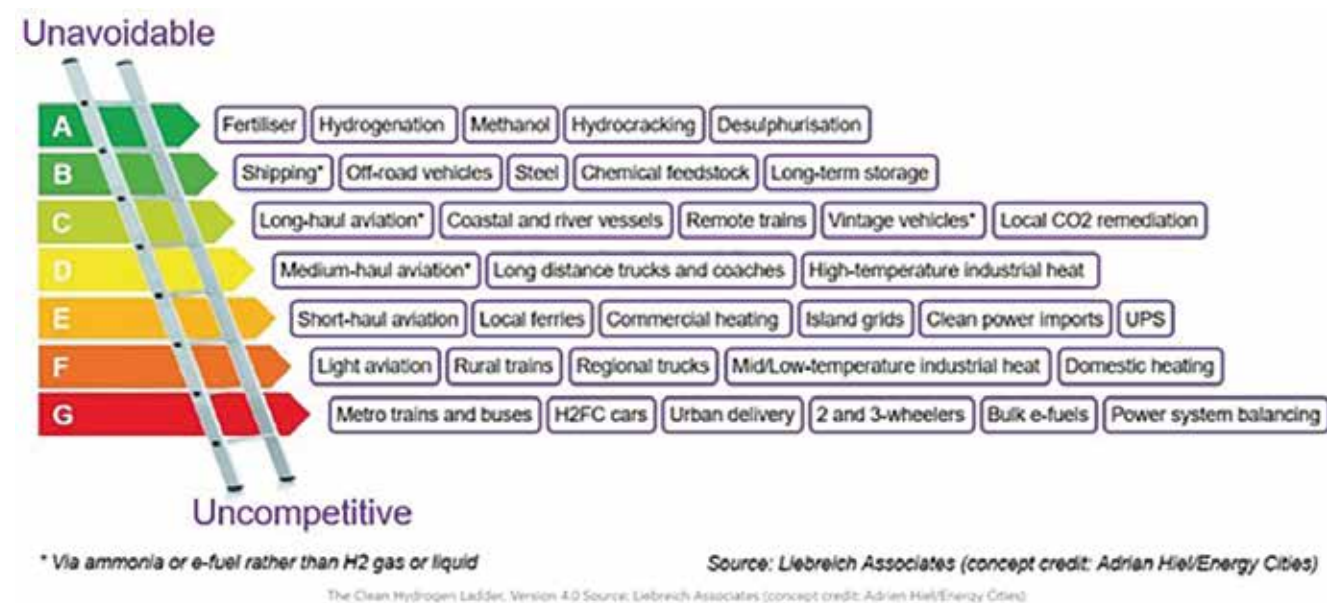 Unavoidable
A Fertiliser Hydrogenation Methanol Hydrocracking Desulphurisation
B Shipping* Off-road vehicles Steel Chemical feedstock Long-term storage
C Long-haul aviation* Coastal and river vessels Remote trains Vintage vehicles* Local CO2 remediation
D Medium-haul aviation* Long distance trucks and coaches High-temperature industrial heat
E Short-haul aviation Local ferries Commercial heating Island grids Clean power imports UPS
F Light aviation Rural trains Regional trucks Mid/Low-temperature industrial heat Domestic heating
G Metro trains and buses H2FC cars Urban delivery 2 and 3-wheelers Bulk e-fuels Power system balancing
Uncompetitive
* Via ammonia or e-fuel rather than H2 gas or liquid Source: Liebreich Associates (concept credit: Adrian Hiel/Energy Cities)
The Clean Hydrogen Ladder, Version 4.0 Source: Liebreich Associates (concept credit: Adrien Hiel/Energy Cities)